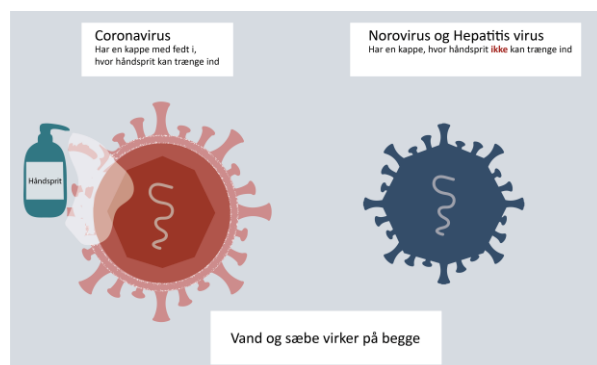 Coronavirus
Har en kappe med fedt i,
hvor håndsprit kan trænge ind
Norovirus og Hepatitis virus
Har en kappe, hvor håndsprit ikke kan trænge ind
Håndsprit
Vand og sæbe virker på begge